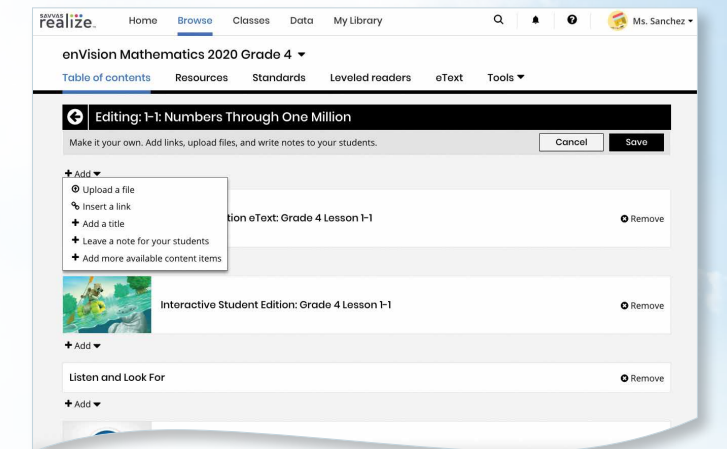 SAVVAS
realize.
Home Browse Classes Data My Library Ms. Sanchez
enVision Mathematics 2020 Grade 4
Table of contents Resources Standards Leveled readers eText Tools
Editing: 1-1: Numbers Through One Million
Make it your own. Add links, upload files, and write notes to your students. Cancel Save
+ Add
Upload a file
Insert a link
+ Add a title
+ Leave a note for your students
+ Add more available content items
tion eText: Grade 4 Lesson 1-1 Remove
Interactive Student Edition: Grade 4 Lesson 1-1 Remove
+ Add
Listen and Look For Remove
+ Add